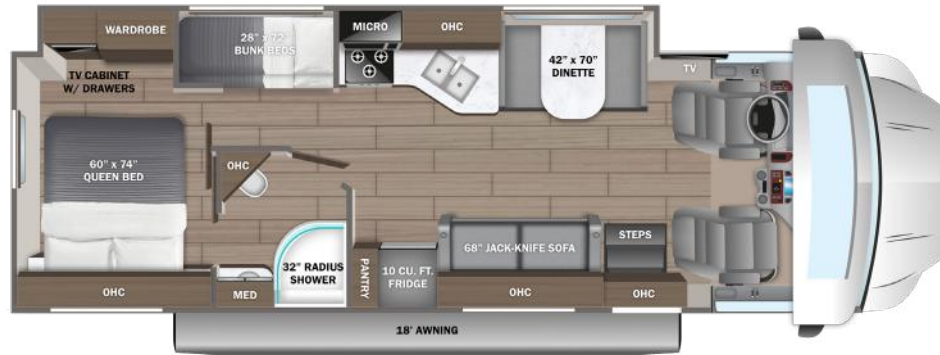 WARDROBE
28" x 72"
BUNK BEDS
MICRO
OHC
42" x 70"
DINETTE
TV
TV CABINET
W/ DRAWERS
60" x 74"
QUEEN BED
OHC
68" JACK-KNIFE SOFA
STEPS
32" RADIUS
SHOWER
PANTRY
10 CU. FT.
FRIDGE
OHC
MED
OHC
OHC
18' AWNING